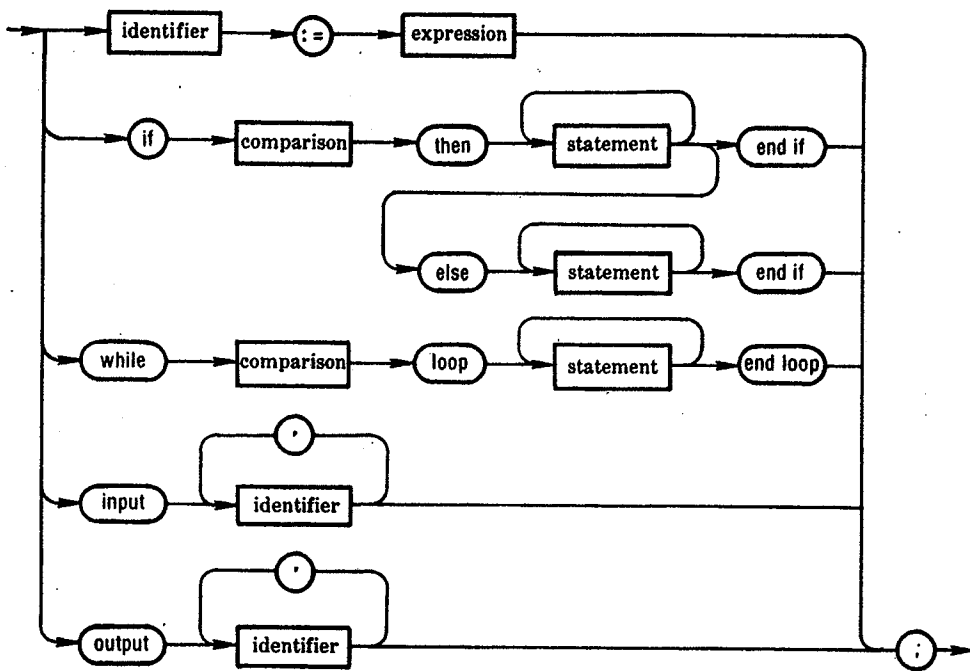 identifier := expression
if comparison then statement end if
else statement end if
while comparison loop statement end loop
,
input identifier
,
output identifier ;